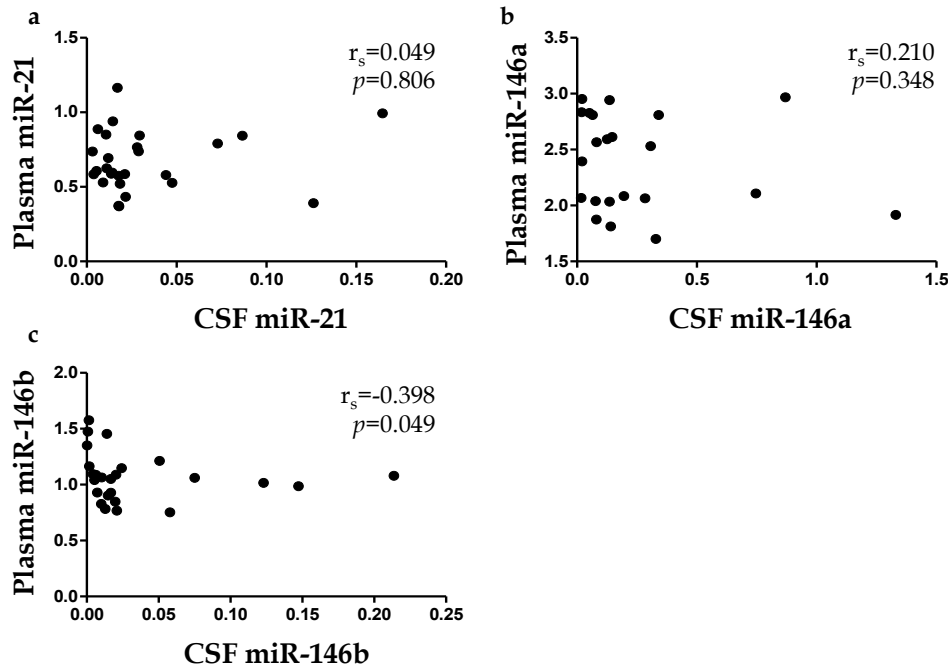 a
Plasma miR-21
1.5
1.0
0.5
0.0
r_s=0.049
p=0.806
0.00 0.05 0.10 0.15 0.20
CSF miR-21
b
Plasma miR-146a
3.5
3.0
2.5
2.0
1.5
r_s=0.210
p=0.348
0.0 0.5 1.0 1.5
CSF miR-146a
c
Plasma miR-146b
2.0
1.5
1.0
0.5
0.0
r_s=-0.398
p=0.049
0.00 0.05 0.10 0.15 0.20 0.25
CSF miR-146b